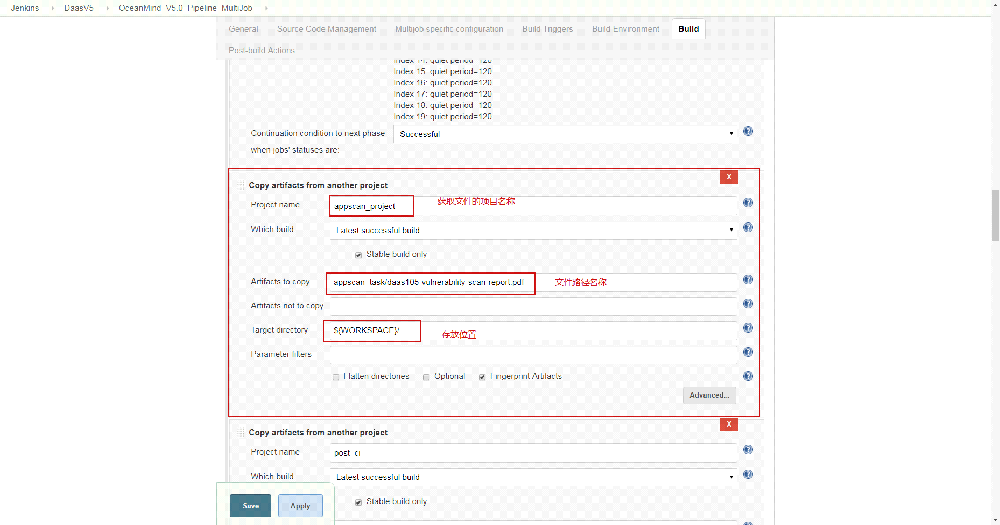 Jenkins DaasV5 OceanMind_V5.0_Pipeline_MultiJob
General Source Code Management Multijob specific configuration Build Triggers Build Environment Build
Post-build Actions
Index 14: quiet period=120
Index 15: quiet period=120
Index 16: quiet period=120
Index 17: quiet period=120
Index 18: quiet period=120
Index 19: quiet period=120
Continuation condition to next phase
when jobs' statuses are:
Successful
X
Copy artifacts from another project
Project name appscan_project 获取文件的项目名称
Which build Latest successful build
Stable build only
Artifacts to copy appscan_task/daas105-vulnerability-scan-report.pdf 文件路径名称
Artifacts not to copy
Target directory ${WORKSPACE}/ 存放位置
Parameter filters
Flatten directories Optional Fingerprint Artifacts
Advanced...
X
Copy artifacts from another project
Project name post_ci
Which build Latest successful build
Stable build only
Save Apply